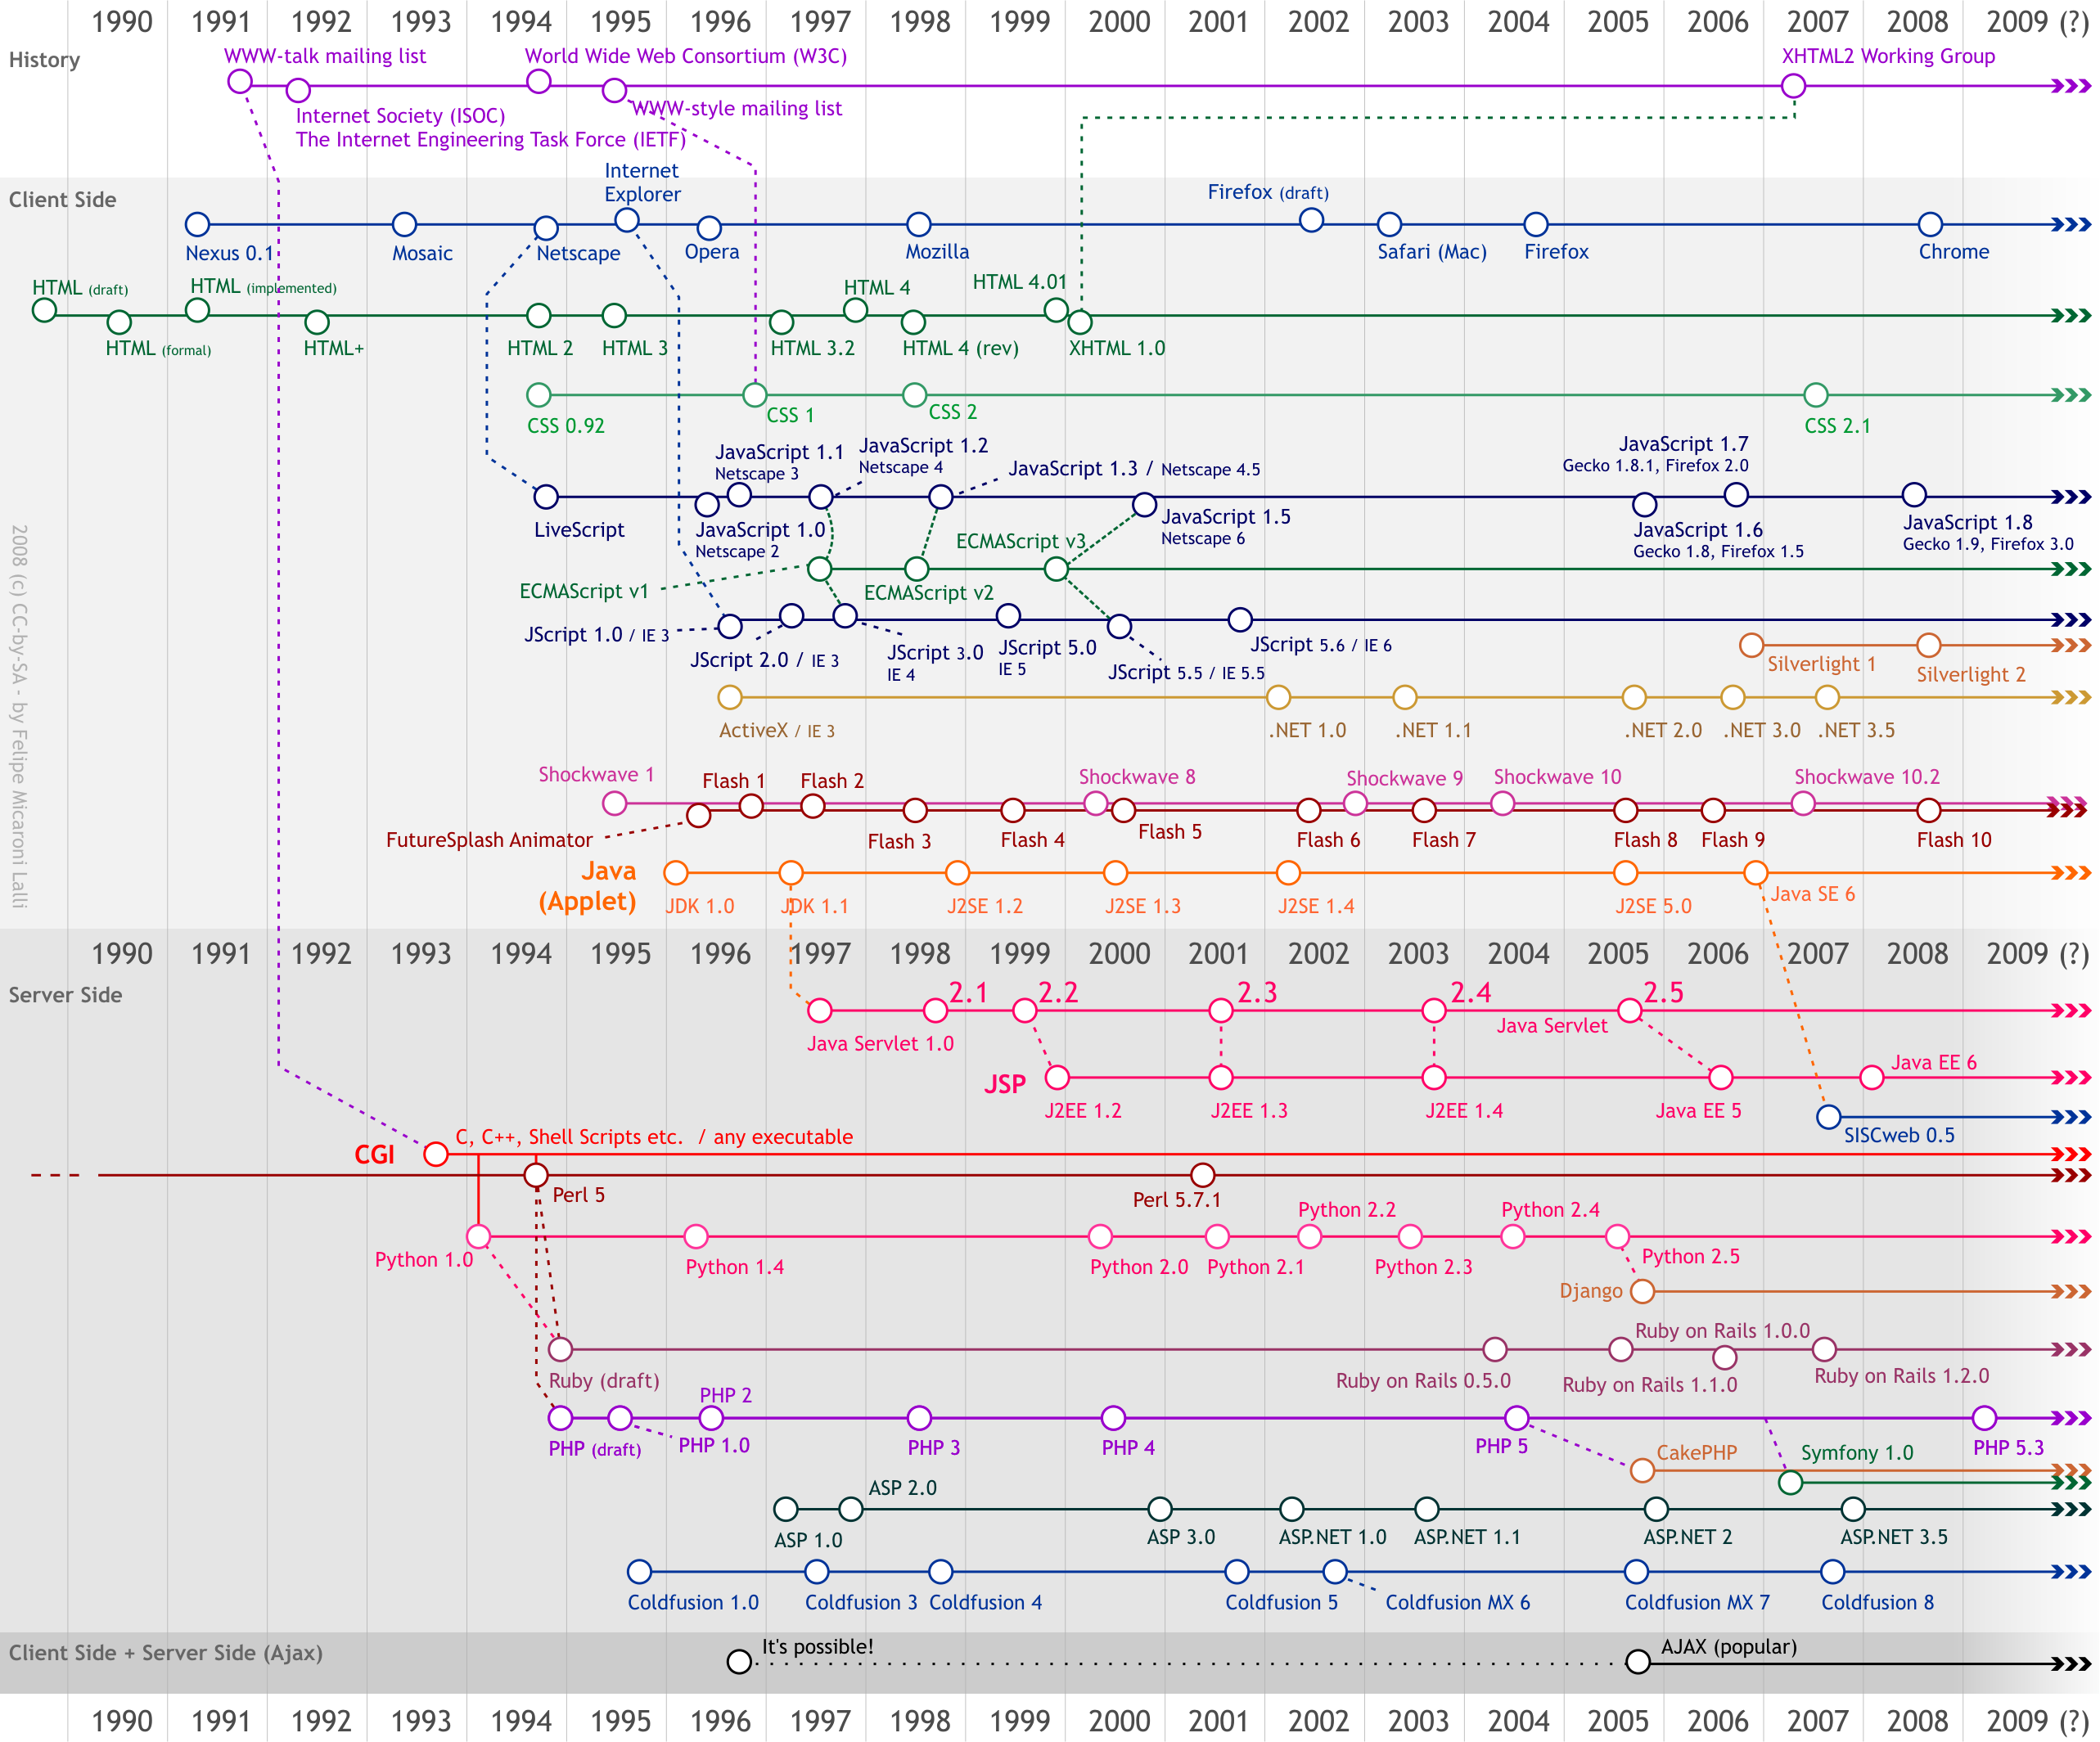 1990 1991 1992 1993 1994 1995 1996 1997 1998 1999 2000 2001 2002 2003 2004 2005 2006 2007 2008 2009 (?)
History
WWW-talk mailing list
World Wide Web Consortium (W3C)
XHTML2 Working Group
Internet Society (ISOC)
The Internet Engineering Task Force (IETF)
WWW-style mailing list
Client Side
Internet
Explorer
Firefox (draft)
Nexus 0.1
Mosaic
Netscape
Opera
Mozilla
Safari (Mac)
Firefox
Chrome
HTML (draft)
HTML (implemented)
HTML 4
HTML 4.01
HTML (formal)
HTML+
HTML 2
HTML 3
HTML 3.2
HTML 4 (rev)
XHTML 1.0
CSS 0.92
CSS 1
CSS 2
CSS 2.1
JavaScript 1.1
Netscape 3
JavaScript 1.2
Netscape 4
JavaScript 1.3 / Netscape 4.5
JavaScript 1.7
Gecko 1.8.1, Firefox 2.0
LiveScript
JavaScript 1.0
Netscape 2
JavaScript 1.5
Netscape 6
JavaScript 1.6
Gecko 1.8, Firefox 1.5
JavaScript 1.8
Gecko 1.9, Firefox 3.0
ECMAScript v3
ECMAScript v1
ECMAScript v2
JScript 1.0 / IE 3
JScript 2.0 / IE 3
JScript 3.0
IE 4
JScript 5.0
IE 5
JScript 5.5 / IE 5.5
JScript 5.6 / IE 6
Silverlight 1
Silverlight 2
ActiveX / IE 3
.NET 1.0
.NET 1.1
.NET 2.0
.NET 3.0
.NET 3.5
Shockwave 1
Flash 1
Flash 2
Shockwave 8
Shockwave 9
Shockwave 10
Shockwave 10.2
FutureSplash Animator
Flash 3
Flash 4
Flash 5
Flash 6
Flash 7
Flash 8
Flash 9
Flash 10
Java
(Applet)
JDK 1.0
JDK 1.1
J2SE 1.2
J2SE 1.3
J2SE 1.4
J2SE 5.0
Java SE 6
2008 (c) CC-by-SA - by Felipe Micaroni Lalli
1990 1991 1992 1993 1994 1995 1996 1997 1998 1999 2000 2001 2002 2003 2004 2005 2006 2007 2008 2009 (?)
Server Side
2.1
2.2
2.3
2.4
2.5
Java Servlet 1.0
Java Servlet
JSP
J2EE 1.2
J2EE 1.3
J2EE 1.4
Java EE 5
Java EE 6
SISCweb 0.5
CGI
C, C++, Shell Scripts etc. / any executable
Perl 5
Perl 5.7.1
Python 1.0
Python 1.4
Python 2.0
Python 2.1
Python 2.2
Python 2.3
Python 2.4
Python 2.5
Django
Ruby (draft)
Ruby on Rails 0.5.0
Ruby on Rails 1.0.0
Ruby on Rails 1.1.0
Ruby on Rails 1.2.0
PHP 2
PHP (draft)
PHP 1.0
PHP 3
PHP 4
PHP 5
PHP 5.3
CakePHP
Symfony 1.0
ASP 2.0
ASP 1.0
ASP 3.0
ASP.NET 1.0
ASP.NET 1.1
ASP.NET 2
ASP.NET 3.5
Coldfusion 1.0
Coldfusion 3
Coldfusion 4
Coldfusion 5
Coldfusion MX 6
Coldfusion MX 7
Coldfusion 8
Client Side + Server Side (Ajax)
It's possible!
AJAX (popular)
1990 1991 1992 1993 1994 1995 1996 1997 1998 1999 2000 2001 2002 2003 2004 2005 2006 2007 2008 2009 (?)